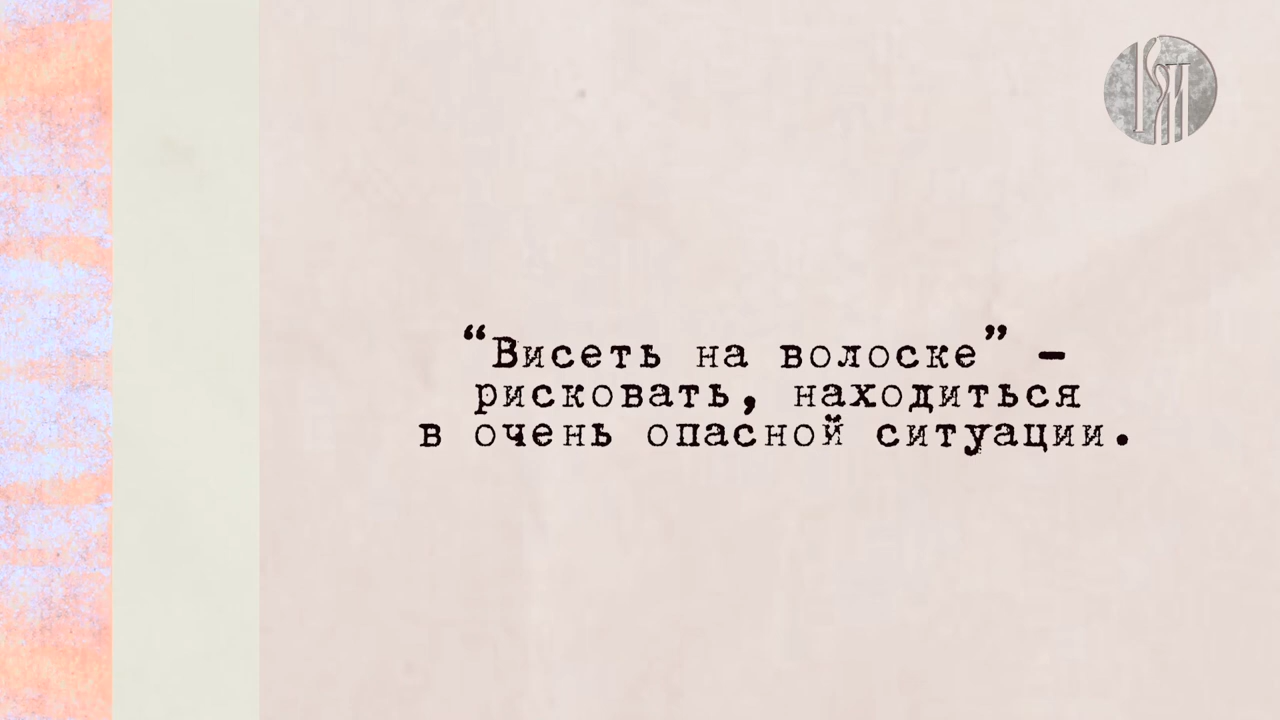 “Висеть на волоске” –
рисковать, находиться
в очень опасной ситуации.